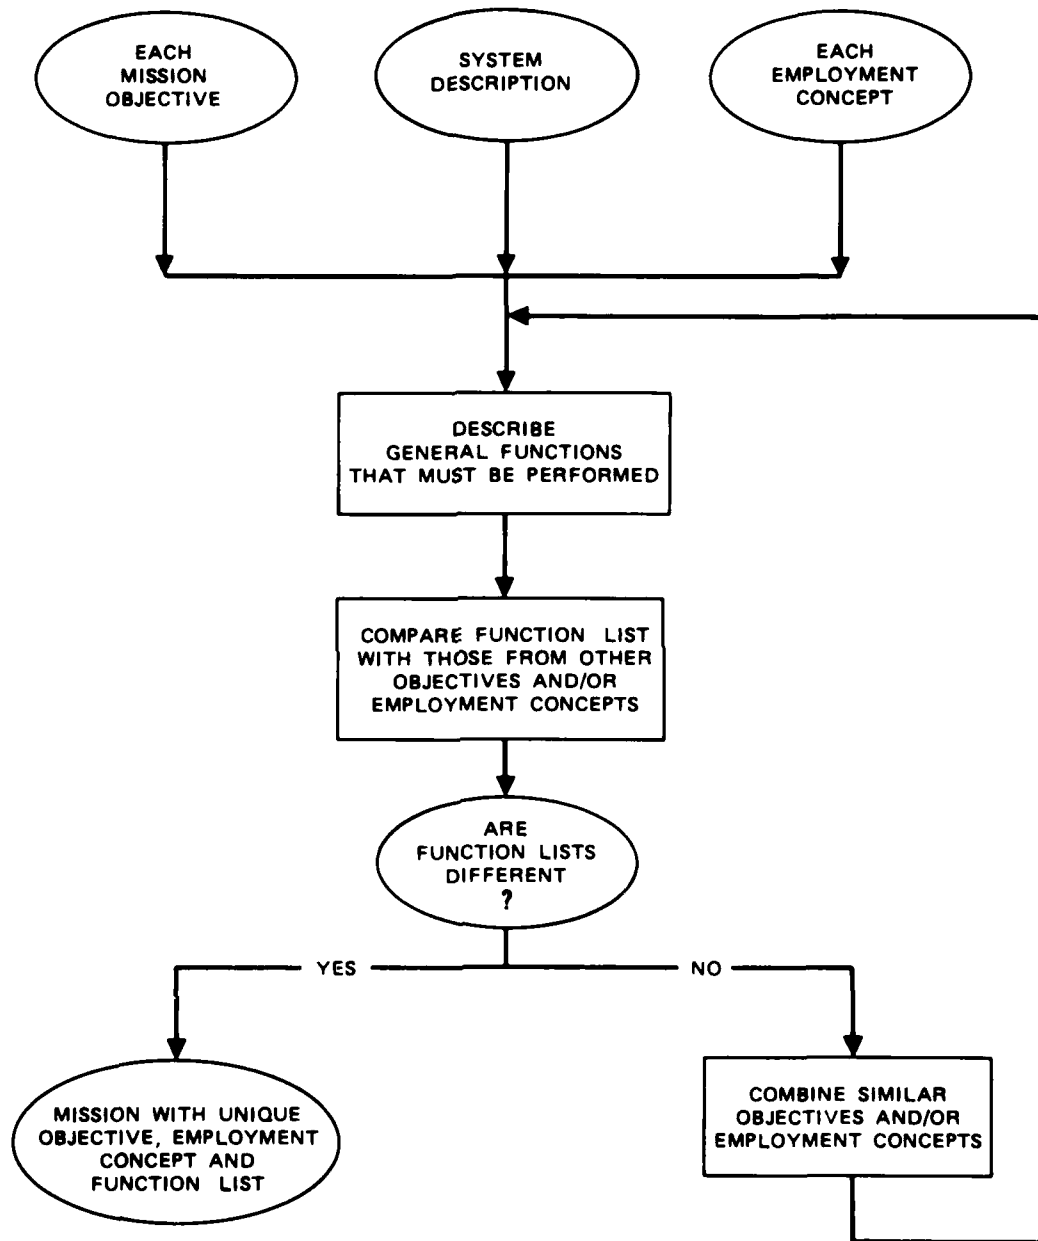 EACH
MISSION
OBJECTIVE
SYSTEM
DESCRIPTION
EACH
EMPLOYMENT
CONCEPT
DESCRIBE
GENERAL FUNCTIONS
THAT MUST BE PERFORMED
COMPARE FUNCTION LIST
WITH THOSE FROM OTHER
OBJECTIVES AND/OR
EMPLOYMENT CONCEPTS
ARE
FUNCTION LISTS
DIFFERENT
?
YES
NO
MISSION WITH UNIQUE
OBJECTIVE, EMPLOYMENT
CONCEPT AND
FUNCTION LIST
COMBINE SIMILAR
OBJECTIVES AND/OR
EMPLOYMENT CONCEPTS